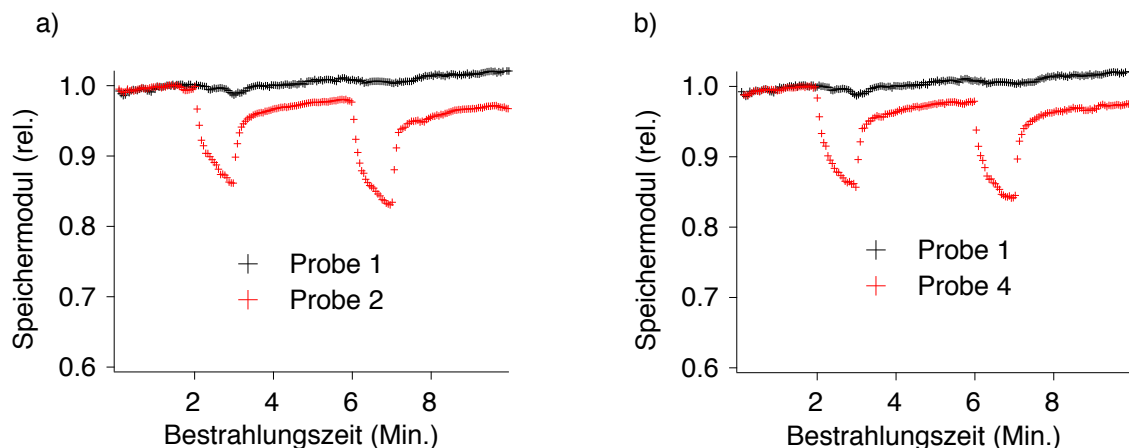 a)
Speichermodul (rel.)
1.0
0.9
0.8
0.7
0.6
Probe 1
Probe 2
2 4 6 8
Bestrahlungszeit (Min.)
b)
Speichermodul (rel.)
1.0
0.9
0.8
0.7
0.6
Probe 1
Probe 4
2 4 6 8
Bestrahlungszeit (Min.)